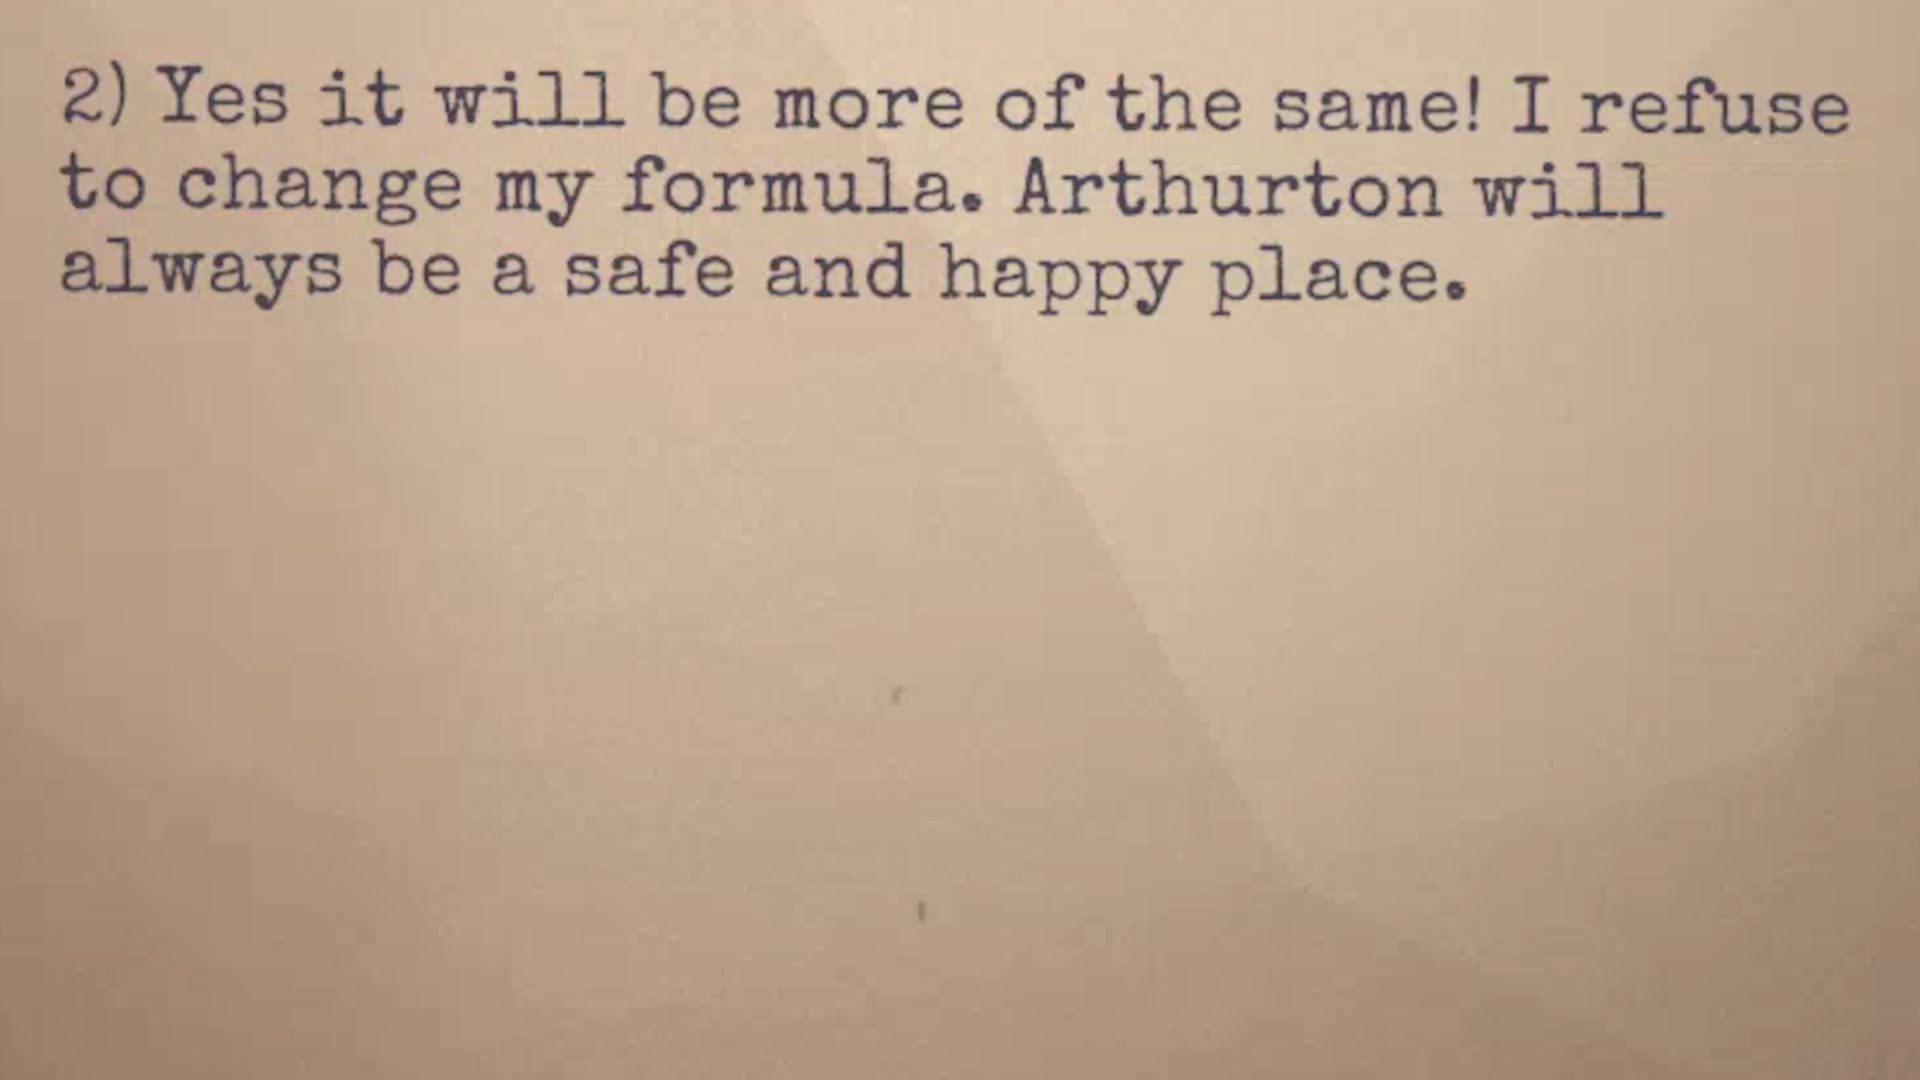 2) Yes it will be more of the same! I refuse
to change my formula. Arthurton will
always be a safe and happy place.